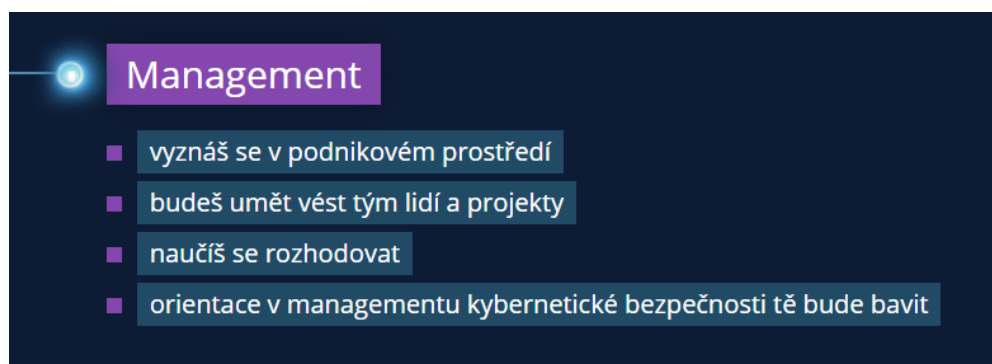 Management
vyznáš se v podnikovém prostředí
budeš umět vést tým lidí a projekty
naučíš se rozhodovat
orientace v managementu kybernetické bezpečnosti tě bude bavit